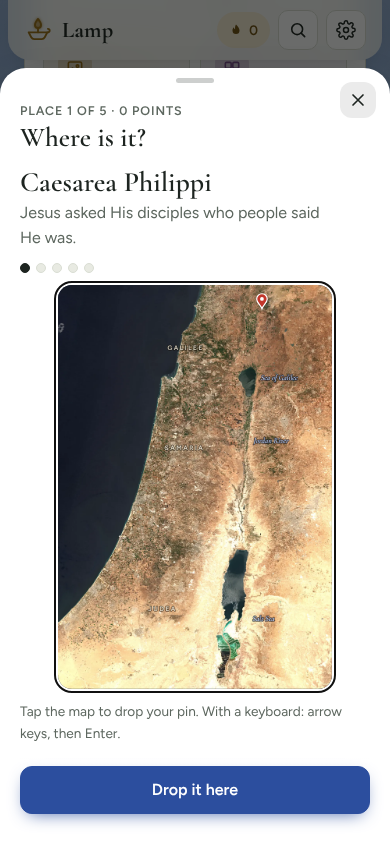 Lamp
0
PLACE 1 OF 5 · 0 POINTS
Where is it?
Caesarea Philippi
Jesus asked His disciples who people said
He was.
GALILEE
Sea of Galilee
SAMARIA
Jordan River
JUDEA
Salt Sea
Tap the map to drop your pin. With a keyboard: arrow
keys, then Enter.
Drop it here